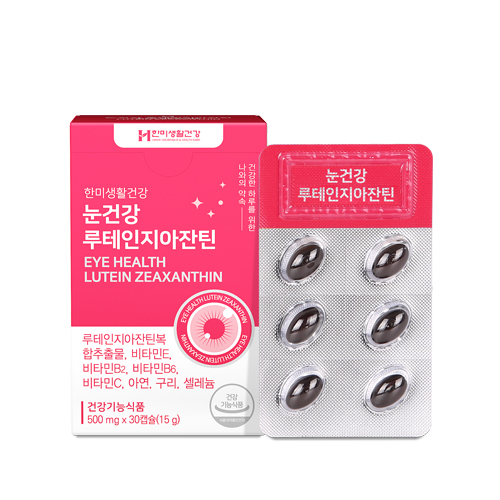 한미생활건강
건강한 하루를 위한
나와의 약속
한미생활건강
눈건강
루테인지아잔틴
EYE HEALTH
LUTEIN ZEAXANTHIN
EYE HEALTH LUTEIN ZEAXANTHIN
EYE HEALTH LUTEIN ZEAXANTHIN
루테인지아잔틴복
합추출물, 비타민E,
비타민B2, 비타민B6,
비타민C, 아연, 구리, 셀레늄
건강기능식품
500 mg x 30캡슐(15 g)
건강
기능식품
눈건강
루테인지아잔틴